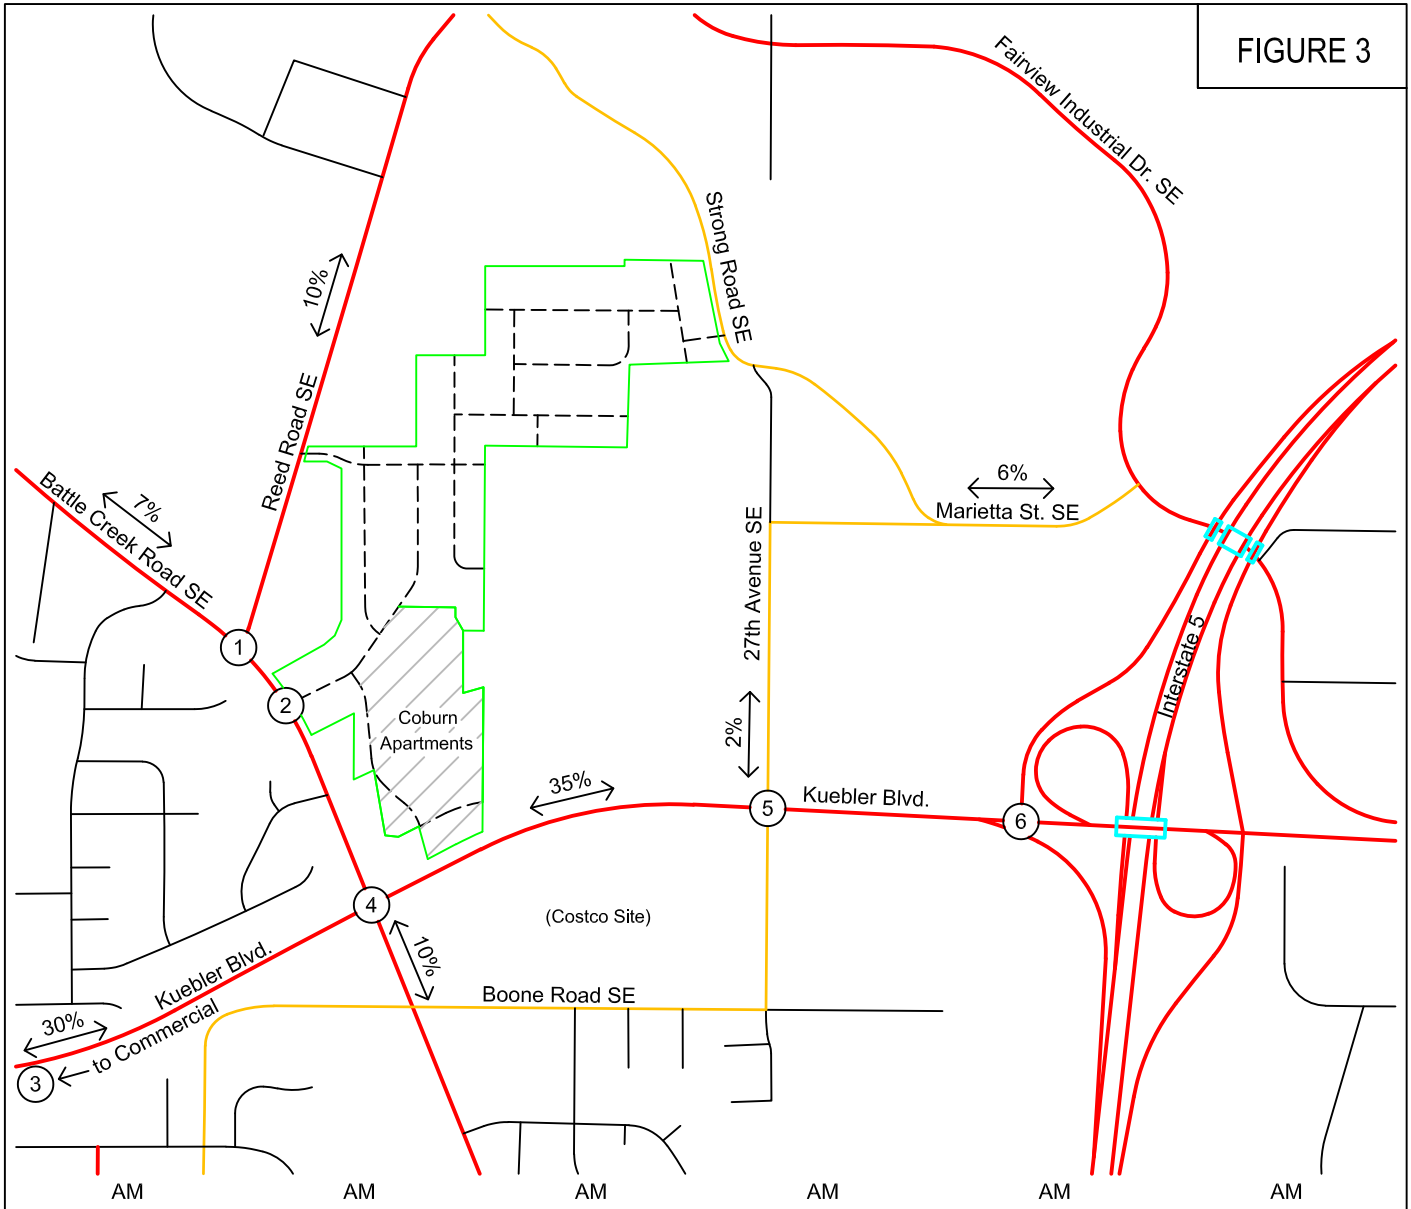 FIGURE 3
Fairview Industrial Dr. SE
Strong Road SE
10%
Reed Road SE
Battle Creek Road SE
7%
6%
Marietta St. SE
27th Avenue SE
Interstate 5
1
2
Coburn
Apartments
2%
35%
Kuebler Blvd.
5
6
4
(Costco Site)
10%
Kuebler Blvd.
Boone Road SE
30%
to Commercial
3
AM
AM
AM
AM
AM
AM